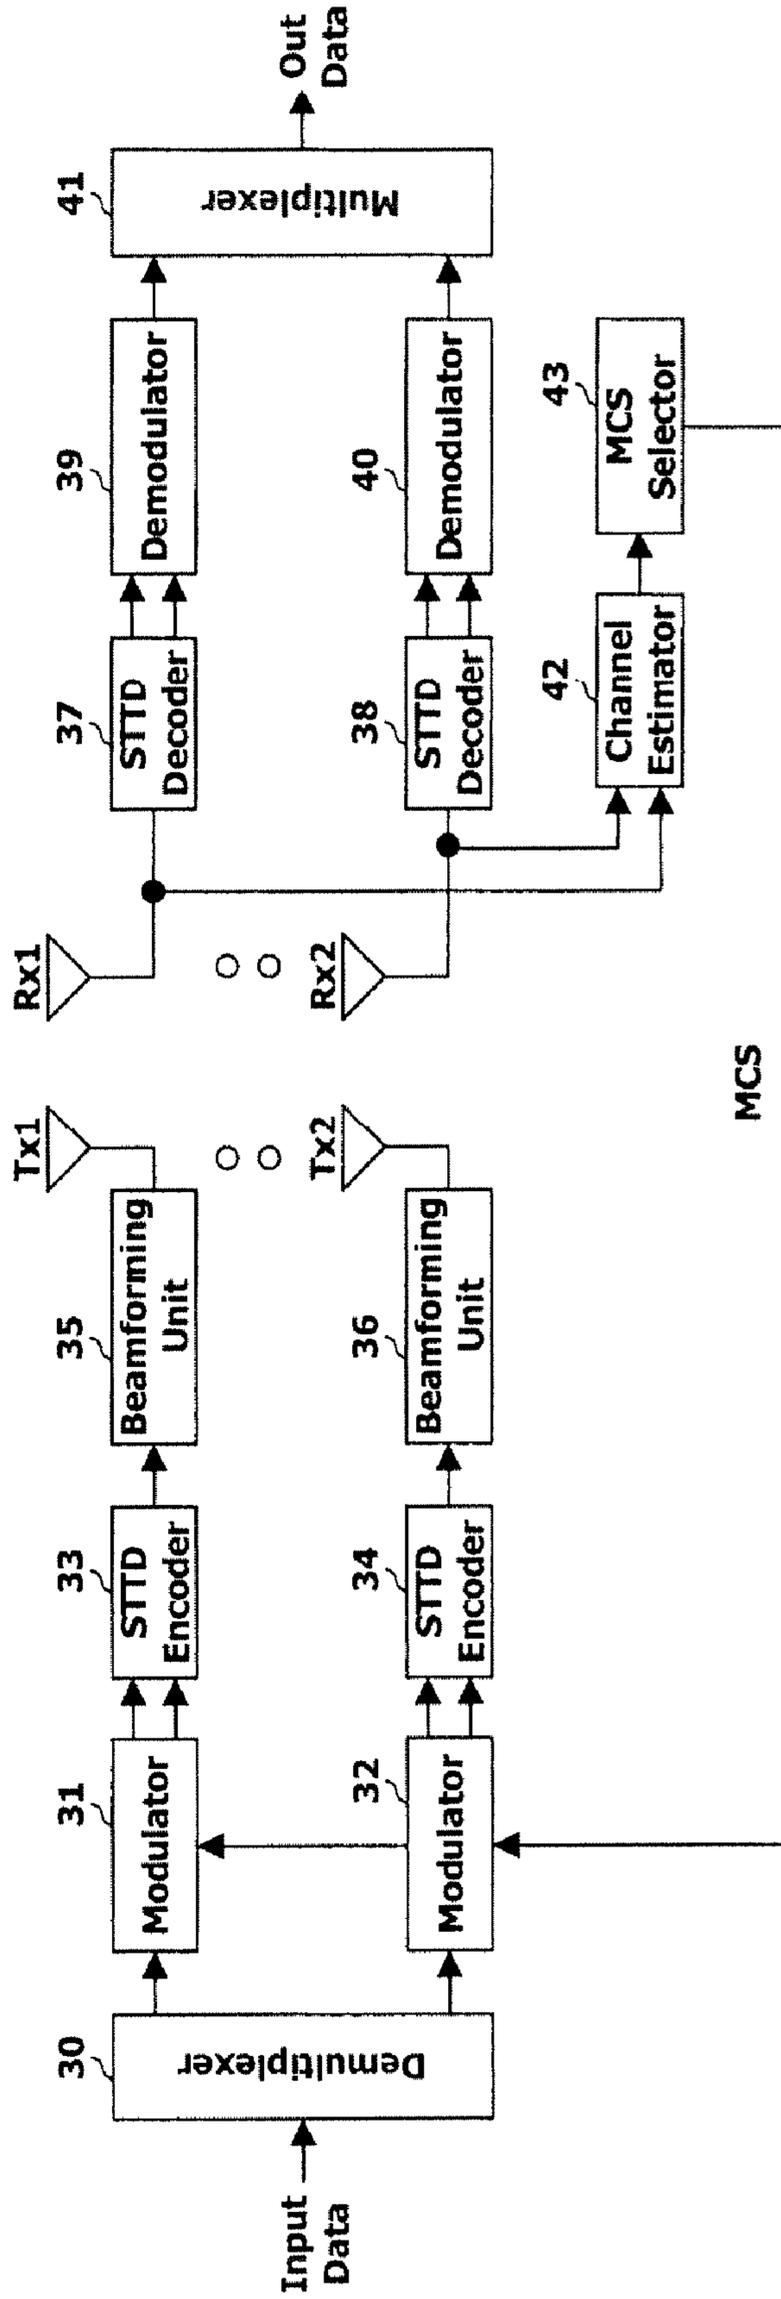 Input
Data
30
Demultiplexer
31
Modulator
32
Modulator
33
STTD
Encoder
34
STTD
Encoder
35
Beamforming
Unit
36
Beamforming
Unit
Tx1
Tx2
Rx1
Rx2
37
STTD
Decoder
38
STTD
Decoder
39
Demodulator
40
Demodulator
41
Multiplexer
Out
Data
42
Channel
Estimator
43
MCS
Selector
MCS